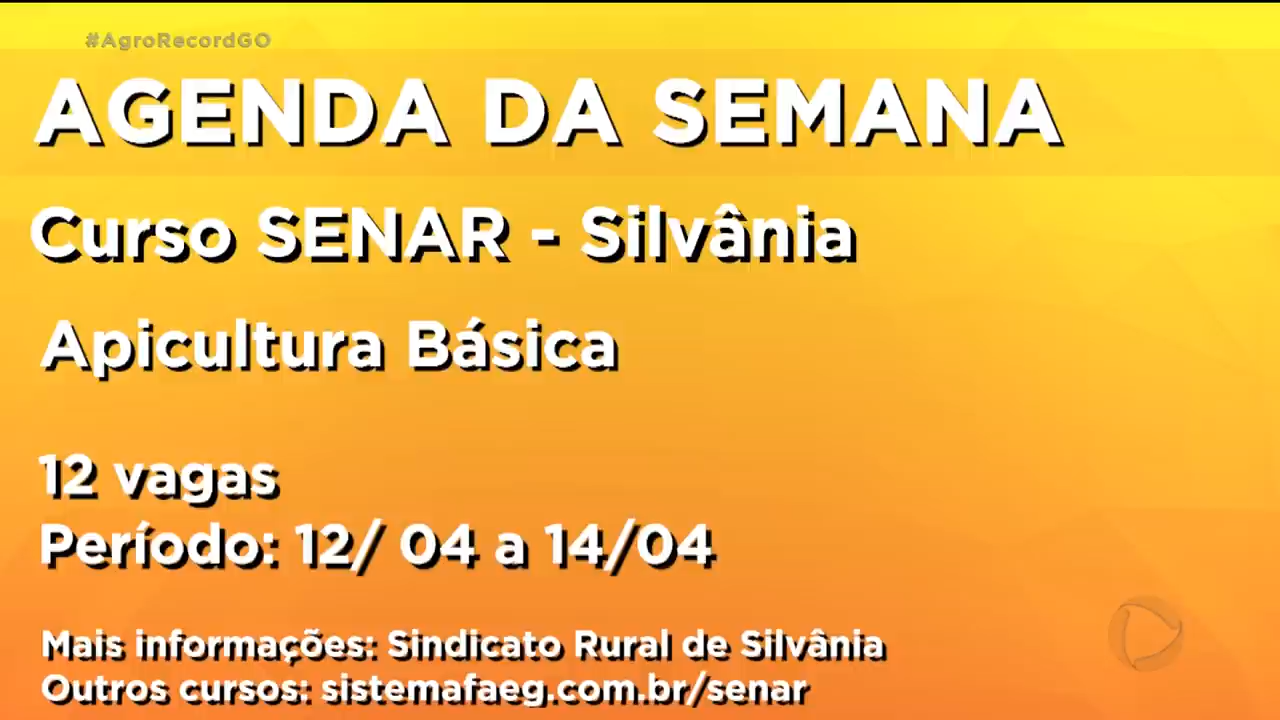 #AgroRecordGO
AGENDA DA SEMANA
Curso SENAR - Silvânia
Apicultura Básica
12 vagas
Período: 12/ 04 a 14/04
Mais informações: Sindicato Rural de Silvânia
Outros cursos: sistemafaeg.com.br/senar